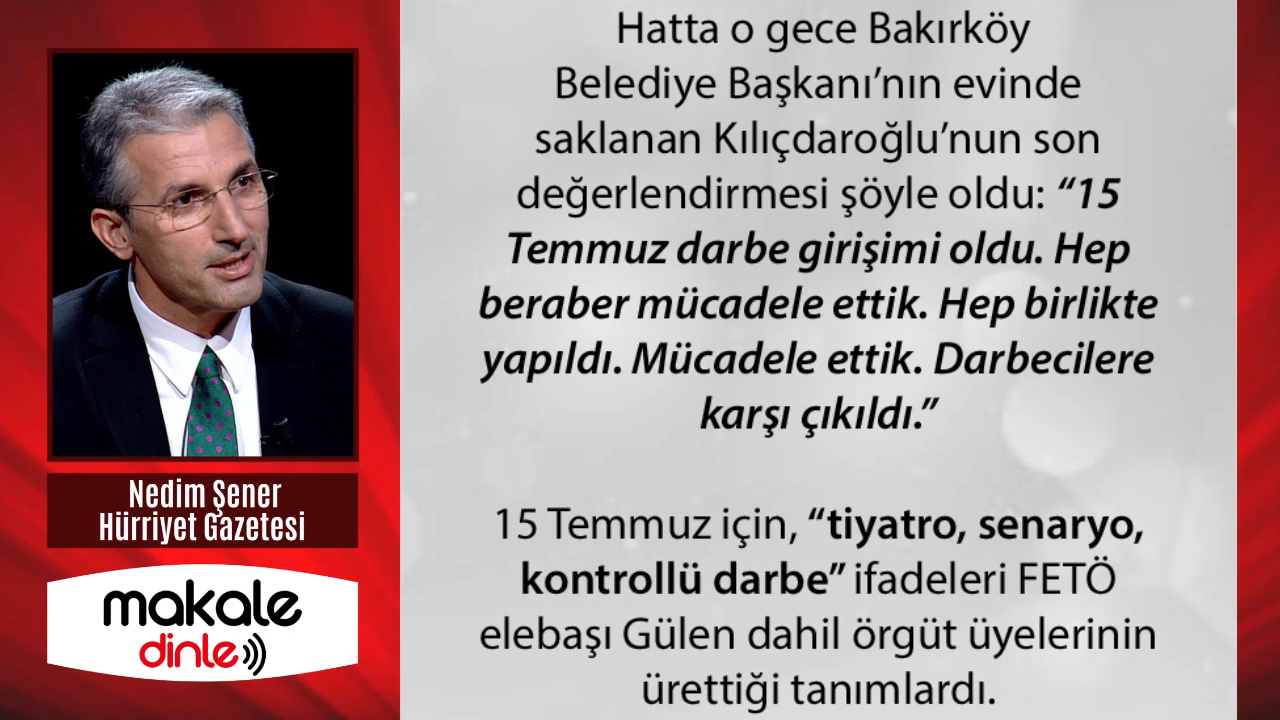 Hatta o gece Bakırköy
Belediye Başkanı’nın evinde
saklanan Kılıçdaroğlu’nun son
değerlendirmesi şöyle oldu: “15
Temmuz darbe girişimi oldu. Hep
beraber mücadele ettik. Hep birlikte
yapıldı. Mücadele ettik. Darbecilere
karşı çıkıldı.”
15 Temmuz için, “tiyatro, senaryo,
kontrollü darbe” ifadeleri FETÖ
elebaşı Gülen dahil örgüt üyelerinin
ürettiği tanımlardı.
Nedim Şener
Hürriyet Gazetesi
makale
dinle